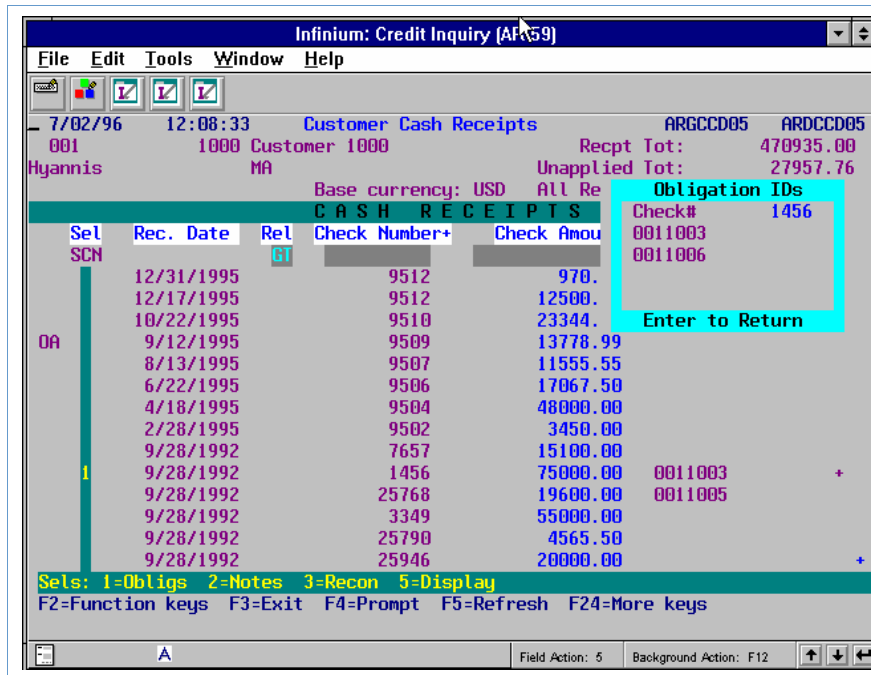 Infinium: Credit Inquiry (AR 59)
File Edit Tools Window Help
7/02/96 12:08:33 Customer Cash Receipts ARGCCD05 ARDCCD05
001 1000 Customer 1000 Recpt Tot: 470935.00
Hyannis MA Unapplied Tot: 27957.76
Base currency: USD All Re
Obligation IDs
CASH RECEIPTS
Check# 1456
Sel Rec. Date Rel Check Number+ Check Amou
0011003
SCN GT
0011006
12/31/1995 9512 970.
12/17/1995 9512 12500.
10/22/1995 9510 23344.
Enter to Return
OA 9/12/1995 9509 13778.99
8/13/1995 9507 11555.55
6/22/1995 9506 17067.50
4/18/1995 9504 48000.00
2/28/1995 9502 3450.00
9/28/1992 7657 15100.00
1 9/28/1992 1456 75000.00 0011003 +
9/28/1992 25768 19600.00 0011005
9/28/1992 3349 55000.00
9/28/1992 25790 4565.50
9/28/1992 25946 20000.00 +
Sels: 1=Obligs 2=Notes 3=Recon 5=Display
F2=Function keys F3=Exit F4=Prompt F5=Refresh F24=More keys
A Field Action: 5 Background Action: F12